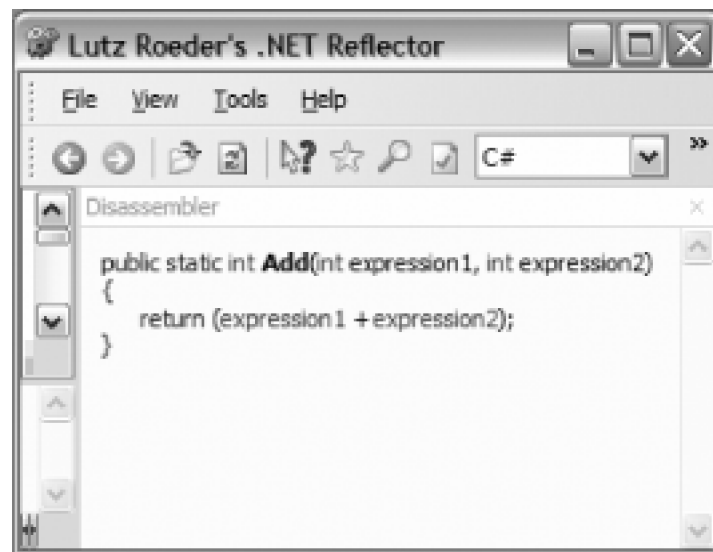 Lutz Roeder's .NET Reflector
File View Tools Help
C#
Disassembler
public static int Add(int expression1, int expression2)
{
return (expression1 +expression2);
}